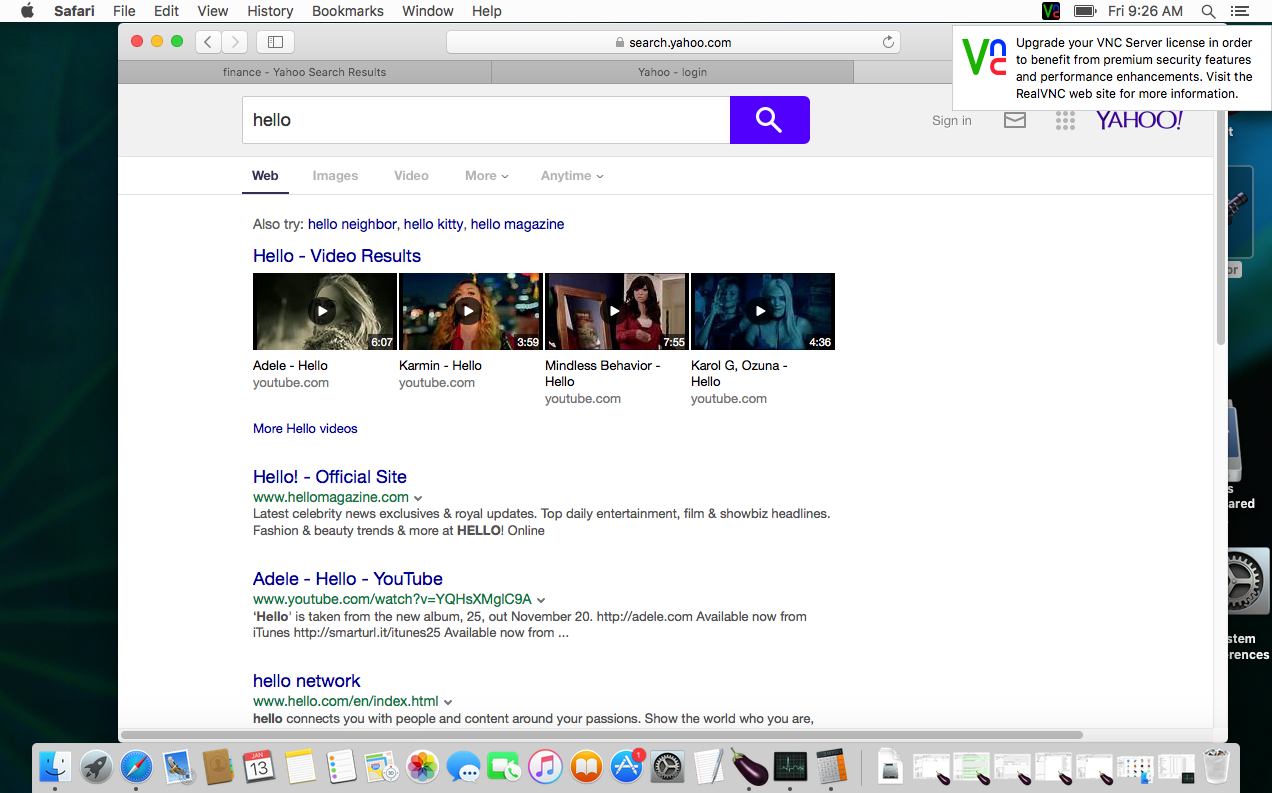 Safari File Edit View History Bookmarks Window Help
Fri 9:26 AM
search.yahoo.com
Upgrade your VNC Server license in order
to benefit from premium security features
and performance enhancements. Visit the
RealVNC web site for more information.
finance - Yahoo Search Results
Yahoo - login
hello
Sign in
YAHOO!
Web Images Video More Anytime
Also try: hello neighbor, hello kitty, hello magazine
Hello - Video Results
6:07
3:59
7:55
4:36
Adele - Hello
youtube.com
Karmin - Hello
youtube.com
Mindless Behavior -
Hello
youtube.com
Karol G, Ozuna -
Hello
youtube.com
More Hello videos
Hello! - Official Site
www.hellomagazine.com
Latest celebrity news exclusives & royal updates. Top daily entertainment, film & showbiz headlines.
Fashion & beauty trends & more at HELLO! Online
Adele - Hello - YouTube
www.youtube.com/watch?v=YQHsXMglC9A
'Hello' is taken from the new album, 25, out November 20. http://adele.com Available now from
iTunes http://smarturl.it/itunes25 Available now from ...
hello network
www.hello.com/en/index.html
hello connects you with people and content around your passions. Show the world who you are,
JAN
13
1